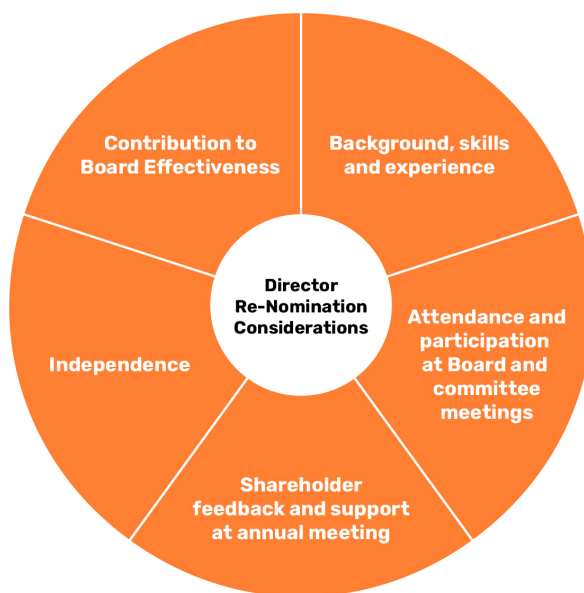 Contribution to
Board Effectiveness
Background, skills
and experience
Director
Re-Nomination
Considerations
Independence
Attendance and
participation
at Board and
committee
meetings
Shareholder
feedback and support
at annual meeting